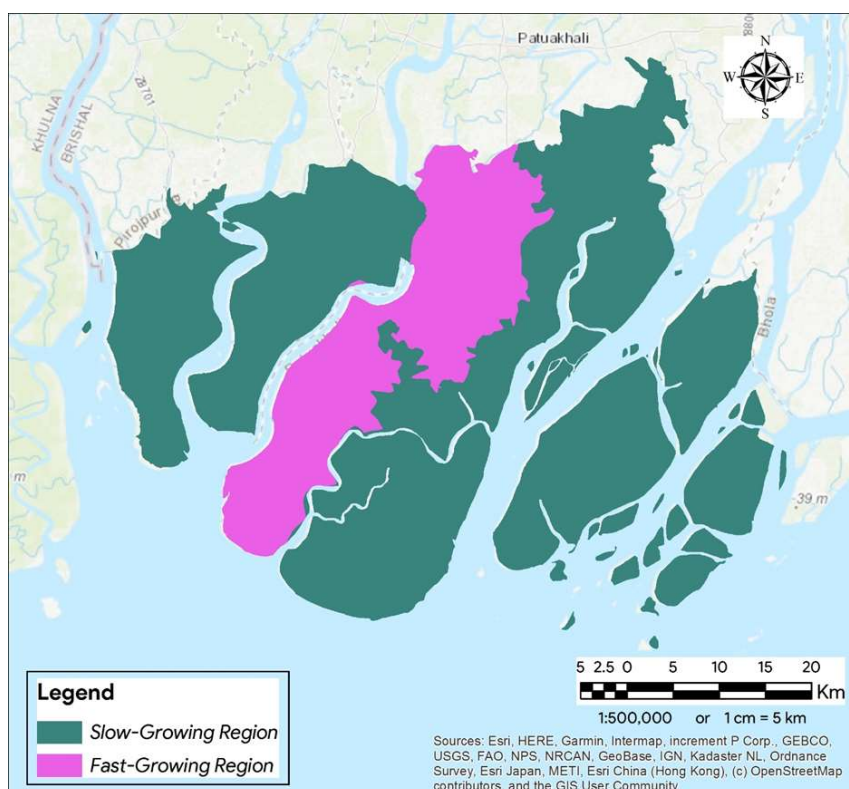 Patuakhali
N
W
E
S
Z8701
KHULNA
BRISHAL
Pirojpur
Bhola
39 m
m
5 2.5 0 5 10 15 20
Km
1:500,000 or 1 cm = 5 km
Legend
Slow-Growing Region
Fast-Growing Region
Sources: Esri, HERE, Garmin, Intermap, increment P Corp., GEBCO,
USGS, FAO, NPS, NRCAN, GeoBase, IGN, Kadaster NL, Ordnance
Survey, Esri Japan, METI, Esri China (Hong Kong), (c) OpenStreetMap
contributors, and the GIS User Community